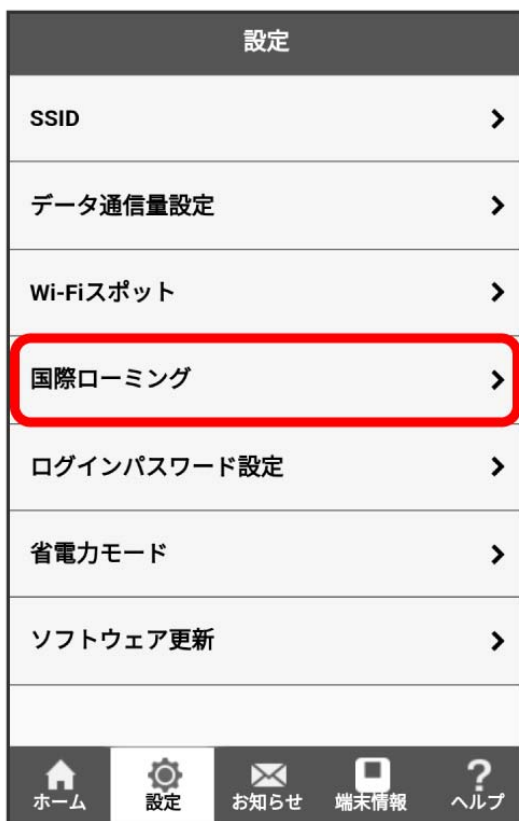 設定
SSID
データ通信量設定
Wi-Fiスポット
国際ローミング
ログインパスワード設定
省電力モード
ソフトウェア更新
ホーム 設定 お知らせ 端末情報 ヘルプ